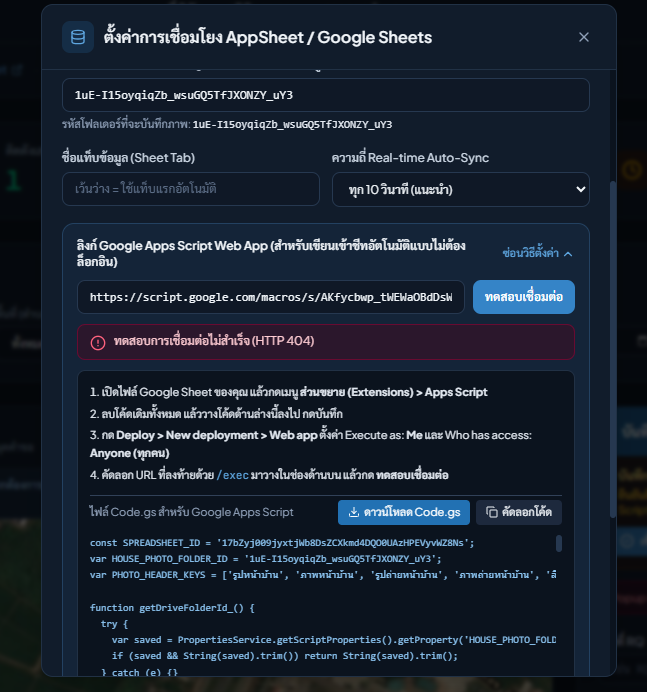 ตั้งค่าการเชื่อมโยง AppSheet / Google Sheets
1uE-I15oyqiqZb_wsuGQ5TfJXONZY_uY3
รหัสโฟลเดอร์ที่จะบันทึกภาพ: 1uE-I15oyqiqZb_wsuGQ5TfJXONZY_uY3
ชื่อแท็บข้อมูล (Sheet Tab)
ความถี่ Real-time Auto-Sync
เว้นว่าง = ใช้แท็บแรกอัตโนมัติ
ทุก 10 วินาที (แนะนำ)
ลิงก์ Google Apps Script Web App (สำหรับเขียนเข้าชีทอัตโนมัติแบบไม่ต้อง
ล็อกอิน)
ซ่อนวิธีตั้งค่า
https://script.google.com/macros/s/AKfycbwp_tWEWaOBdDsW
ทดสอบเชื่อมต่อ
ทดสอบการเชื่อมต่อไม่สำเร็จ (HTTP 404)
1. เปิดไฟล์ Google Sheet ของคุณ แล้วกดเมนู ส่วนขยาย (Extensions) > Apps Script
2. ลบโค้ดเดิมทั้งหมด แล้ววางโค้ดด้านล่างนี้ลงไป กดบันทึก
3. กด Deploy > New deployment > Web app ตั้งค่า Execute as: Me และ Who has access:
Anyone (ทุกคน)
4. คัดลอก URL ที่ลงท้ายด้วย /exec มาวางในช่องด้านบน แล้วกด ทดสอบเชื่อมต่อ
ไฟล์ Code.gs สำหรับ Google Apps Script
ดาวน์โหลด Code.gs
คัดลอกโค้ด
const SPREADSHEET_ID = '17bZyj009jyxtjWb8DsZCXkmd4DQO0UAzHPEVyvWZ8Ns';
var HOUSE_PHOTO_FOLDER_ID = '1uE-I15oyqiqZb_wsuGQ5TfJXONZY_uY3';
var PHOTO_HEADER_KEYS = ['รูปหน้าบ้าน', 'ภาพหน้าบ้าน', 'รูปถ่ายหน้าบ้าน', 'ภาพถ่ายหน้าบ้าน',
function getDriveFolderId_() {
try {
var saved = PropertiesService.getScriptProperties().getProperty('HOUSE_PHOTO_FOLD
if (saved && String(saved).trim()) return String(saved).trim();
} catch (e) {}